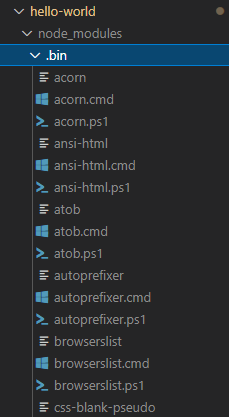 hello-world
node_modules
.bin
acorn
acorn.cmd
acorn.ps1
ansi-html
ansi-html.cmd
ansi-html.ps1
atob
atob.cmd
atob.ps1
autoprefixer
autoprefixer.cmd
autoprefixer.ps1
browserslist
browserslist.cmd
browserslist.ps1
css-blank-pseudo